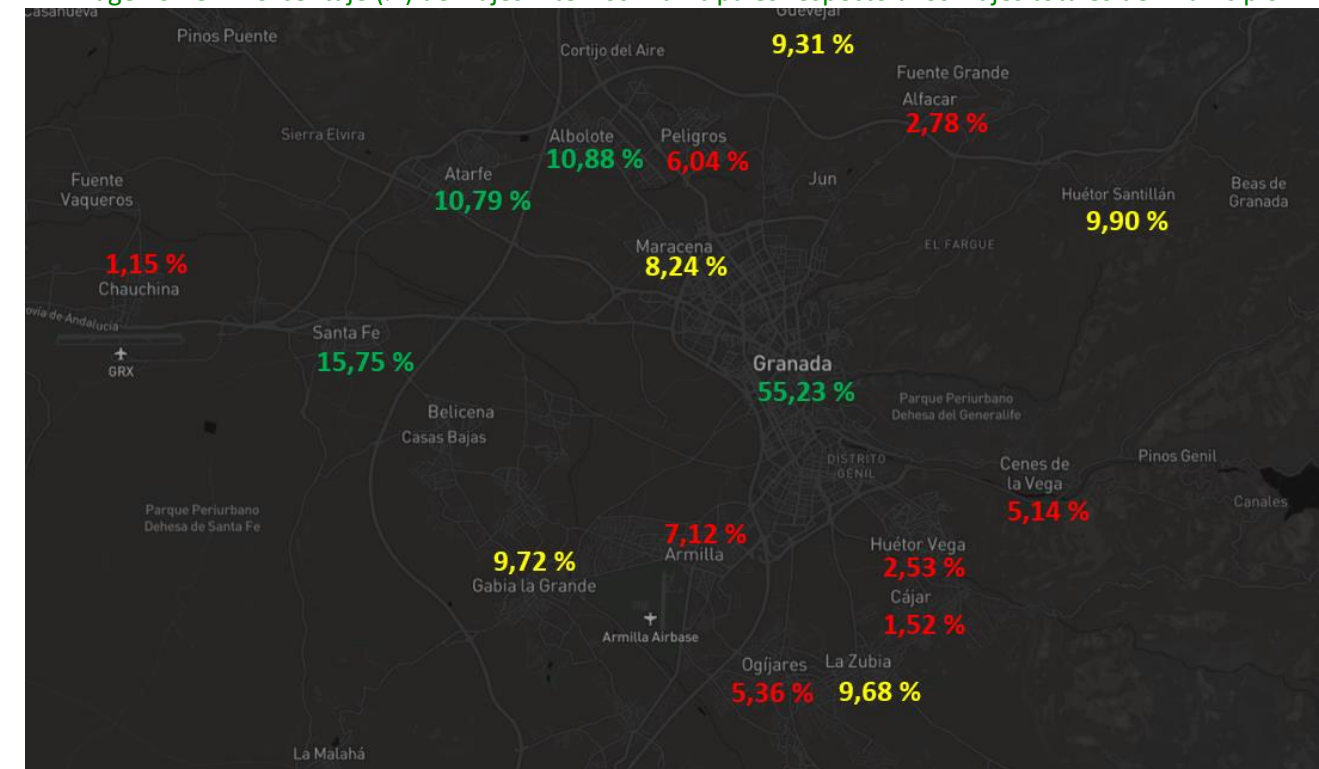 Casanueva
Guevéjar
Pinos Puente
9,31 %
Cortijo del Aire
Fuente Grande
Alfacar
2,78 %
Sierra Elvira
Albolote
10,88 %
Peligros
6,04 %
Atarfe
10,79 %
Jun
Fuente
Vaqueros
Huétor Santillán
9,90 %
Beas de
Granada
Maracena
8,24 %
EL FARGUE
1,15 %
Chauchina
ovía de Andalucía
GRX
Santa Fe
15,75 %
Granada
55,23 %
Parque Periurbano
Dehesa del Generalife
Belicena
Casas Bajas
DISTRITO
GENIL
Cenes de
la Vega
5,14 %
Pinos Genil
Canales
Parque Periurbano
Dehesa de Santa Fe
7,12 %
Armilla
Huétor Vega
2,53 %
9,72 %
Gabia la Grande
Cájar
1,52 %
Armilla Airbase
Ogíjares
5,36 %
La Zubia
9,68 %
La Malahá